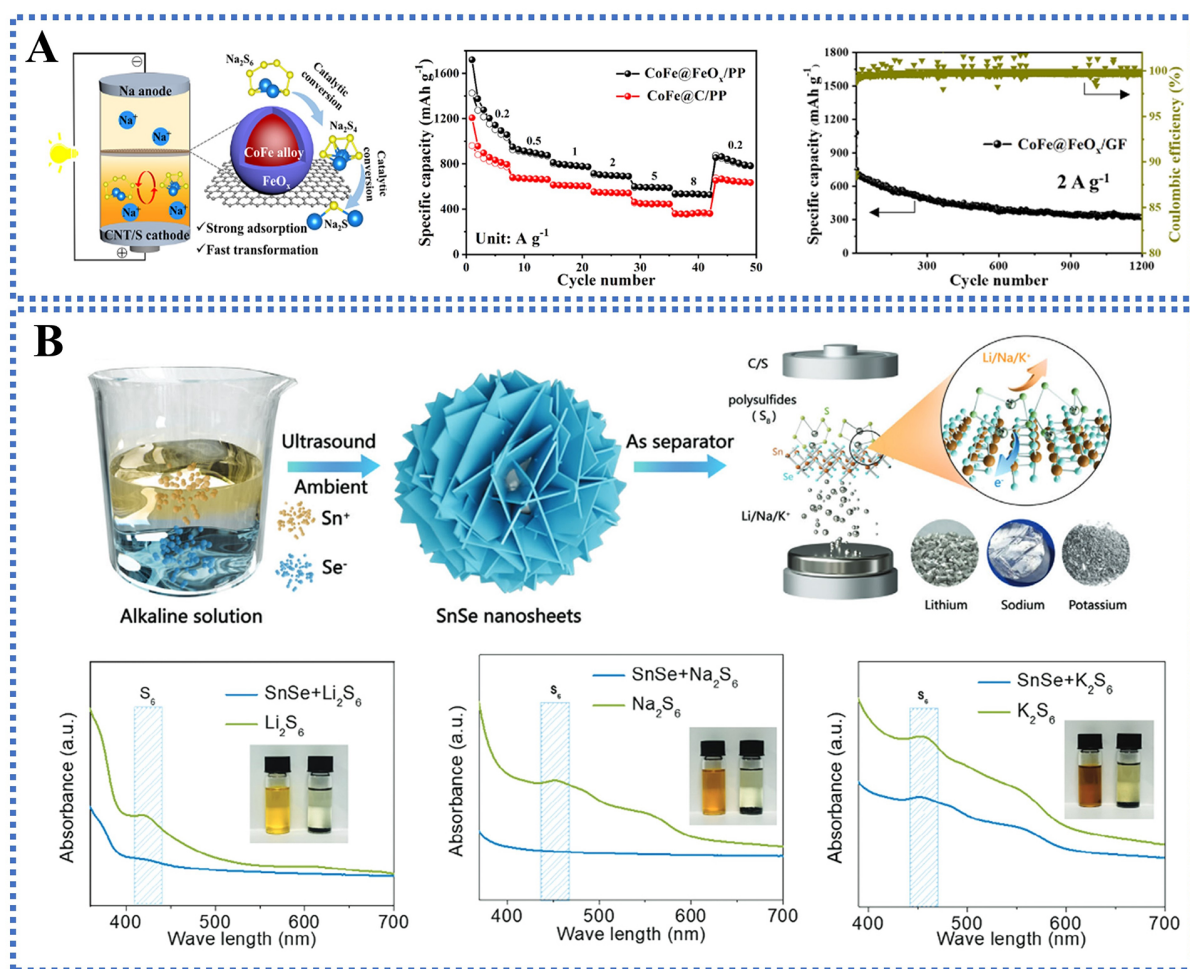 A
⊖
Na anode
Na⁺
Na⁺
Na⁺
Na⁺
CNT/S cathode
⊕
Na₂S₆
Catalytic
conversion
Na₂S₄
Catalytic
conversion
Na₂S
CoFe alloy
FeOₓ
✓Strong adsorption
✓Fast transformation
Specific capacity (mAh g⁻¹)
1600
1200
800
400
0
CoFe@FeOₓ/PP
CoFe@C/PP
0.2
0.5
1
2
5
8
0.2
Unit: A g⁻¹
0 10 20 30 40 50
Cycle number
Specific capacity (mAh g⁻¹)
1800
1500
1200
900
600
300
0
CoFe@FeOₓ/GF
2 A g⁻¹
300 600 900 1200
Cycle number
100
95
90
85
80
Coulombic efficiency (%)
B
Alkaline solution
Ultrasound
Ambient
Sn⁺
Se⁻
SnSe nanosheets
As separator
C/S
polysulfides
(S₈)
S
Sn
Se
Li/Na/K⁺
Li/Na/K⁺
e⁻
Lithium
Sodium
Potassium
Absorbance (a.u.)
S₆
SnSe+Li₂S₆
Li₂S₆
400 500 600 700
Wave length (nm)
Absorbance (a.u.)
S₆
SnSe+Na₂S₆
Na₂S₆
400 500 600 700
Wave length (nm)
Absorbance (a.u.)
S₆
SnSe+K₂S₆
K₂S₆
400 500 600 700
Wave length (nm)